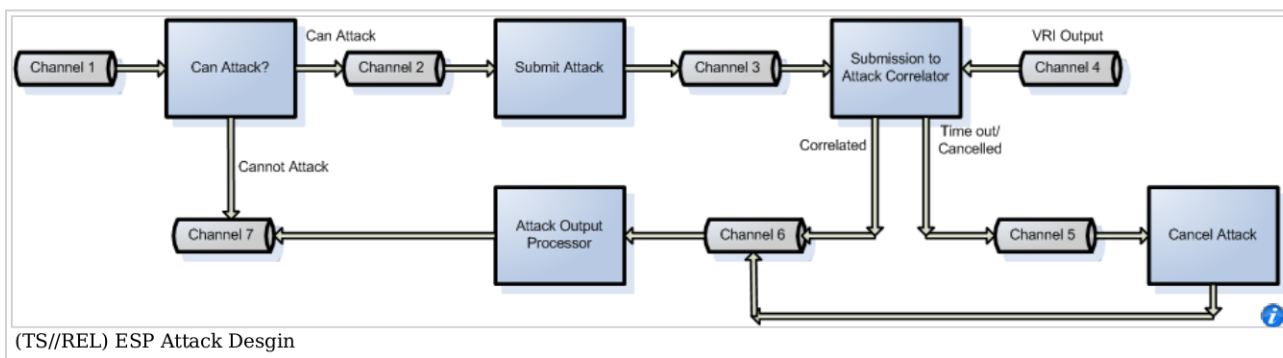 Can Attack
VRI Output
Channel 1
Can Attack?
Channel 2
Submit Attack
Channel 3
Submission to
Attack Correlator
Channel 4
Correlated
Time out/
Cancelled
Cannot Attack
Channel 7
Attack Output
Processor
Channel 6
Channel 5
Cancel Attack
(TS//REL) ESP Attack Desgin